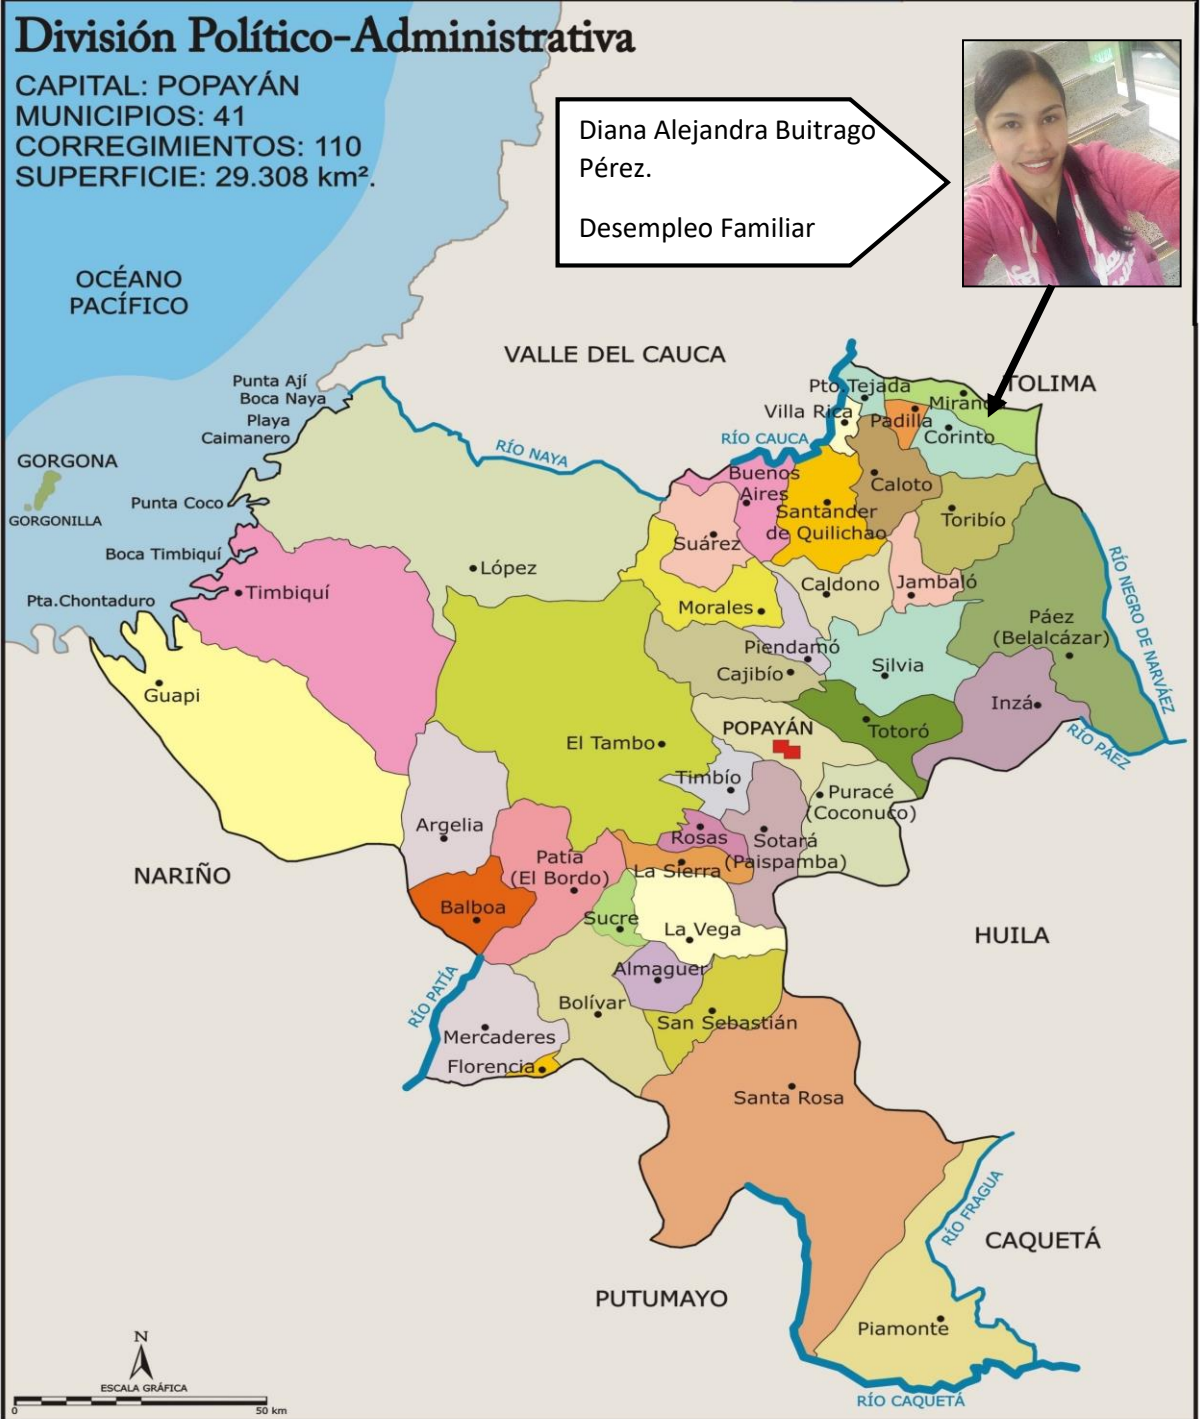 División Político-Administrativa
CAPITAL: POPAYÁN
MUNICIPIOS: 41
CORREGIMIENTOS: 110
SUPERFICIE: 29.308 km².
Diana Alejandra Buitrago
Pérez.
Desempleo Familiar
OCÉANO
PACÍFICO
VALLE DEL CAUCA
TOLIMA
Punta Ají
Boca Naya
Playa
Caimanero
Pto.Tejada
Miranda
Villa Rica
Padilla
Corinto
RÍO CAUCA
RÍO NAYA
GORGONA
GORGONILLA
Punta Coco
Buenos
Aires
Caloto
Santander
de Quilichao
Toribío
Suárez
Boca Timbiquí
López
Timbiquí
Pta.Chontaduro
Caldono
Jambaló
Morales
Páez
(Belalcázar)
RÍO NEGRO DE NARVÁEZ
Piendamó
Cajibío
Silvia
Guapi
Inzá
POPAYÁN
Totoró
RÍO PÁEZ
El Tambo
Timbío
Puracé
(Coconuco)
Argelia
Rosas
Sotará
(Paispamba)
Patía
(El Bordo)
La Sierra
NARIÑO
Balboa
Sucre
La Vega
HUILA
Almaguer
RÍO PATÍA
Bolívar
San Sebastián
Mercaderes
Florencia
Santa Rosa
RÍO FRAGUA
CAQUETÁ
PUTUMAYO
Piamonte
N
ESCALA GRÁFICA
0
50 km
RÍO CAQUETÁ